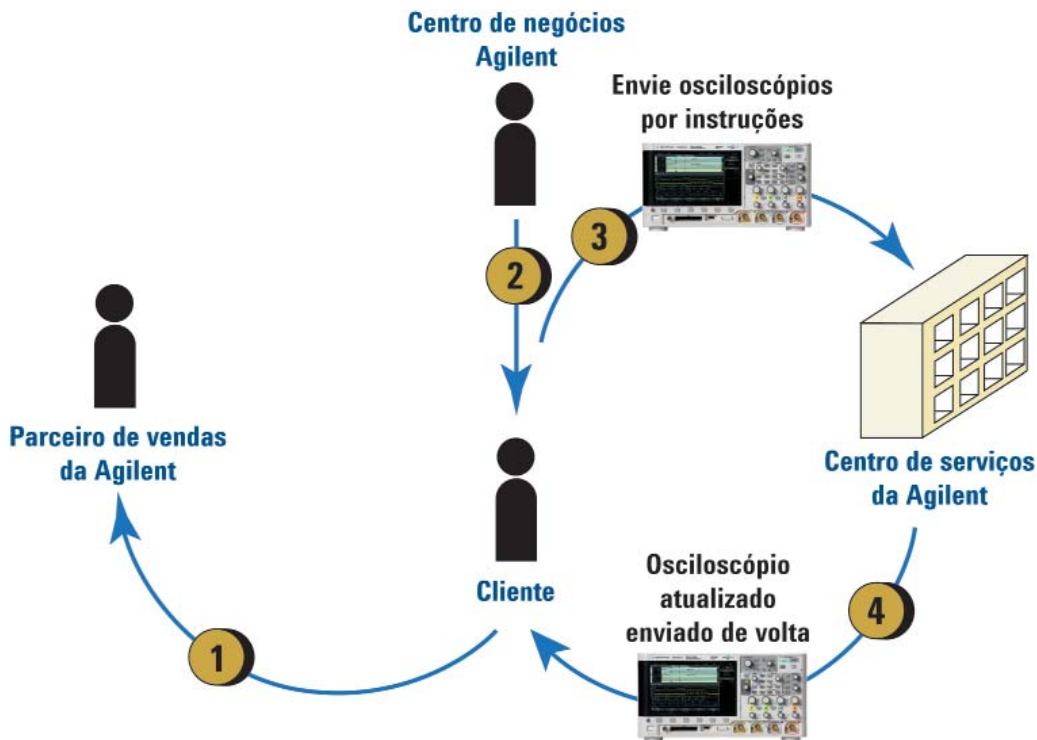 Centro de negócios
Agilent
Envie osciloscópios
por instruções
3
2
Parceiro de vendas
da Agilent
Centro de serviços
da Agilent
Cliente
Osciloscópio
atualizado
enviado de volta
4
1